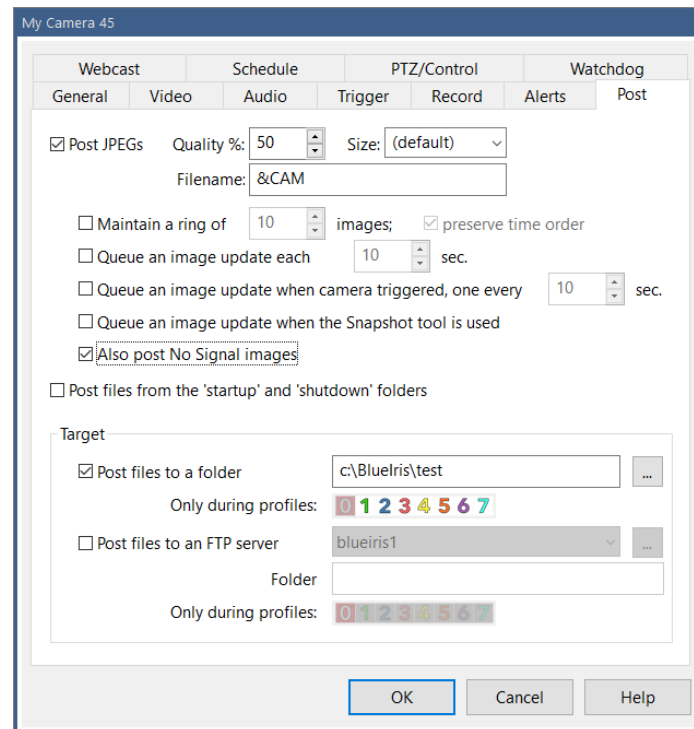 My Camera 45
Webcast Schedule PTZ/Control Watchdog
General Video Audio Trigger Record Alerts Post
Post JPEGs Quality %: 50 Size: (default)
Filename: &CAM
Maintain a ring of 10 images; preserve time order
Queue an image update each 10 sec.
Queue an image update when camera triggered, one every 10 sec.
Queue an image update when the Snapshot tool is used
Also post No Signal images
Post files from the 'startup' and 'shutdown' folders
Target
Post files to a folder c:\BlueIris\test ...
Only during profiles: 0 1 2 3 4 5 6 7
Post files to an FTP server blueiris1 ...
Folder
Only during profiles: 0 1 2 3 4 5 6 7
OK Cancel Help